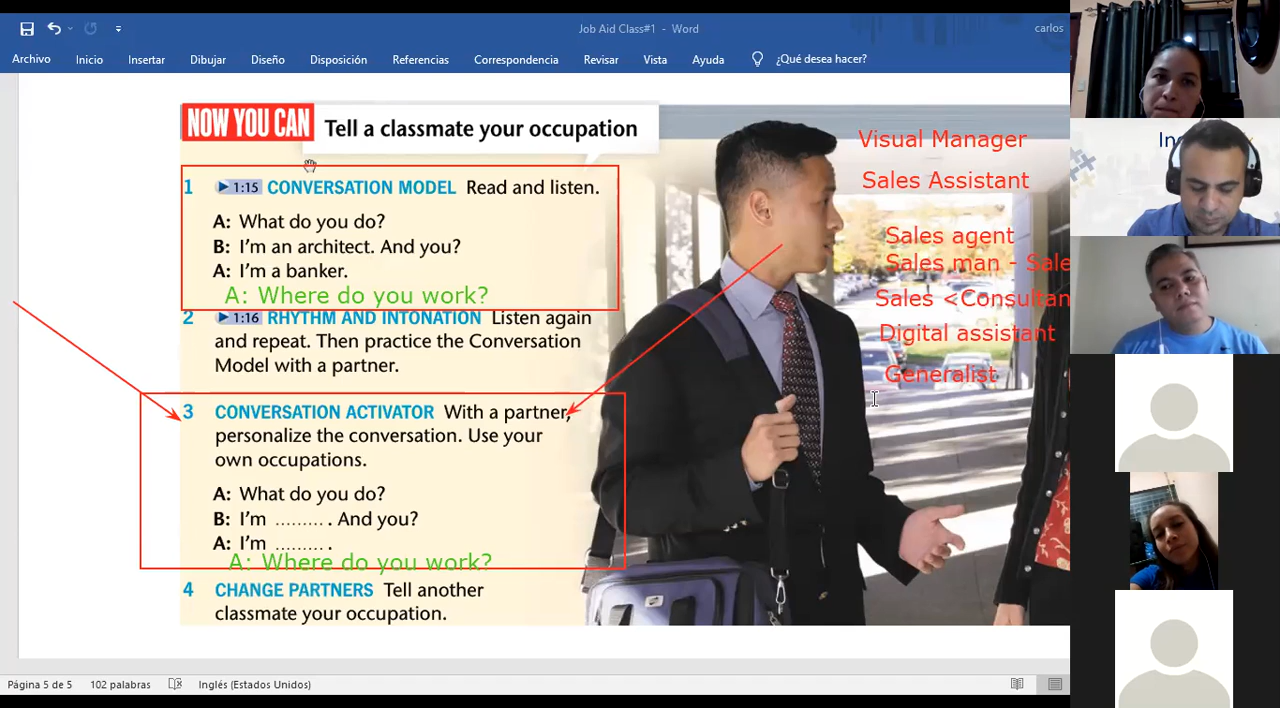 Job Aid Class#1 - Word
carlos
Archivo Inicio Insertar Dibujar Diseño Disposición Referencias Correspondencia Revisar Vista Ayuda ¿Qué desea hacer?
NOW YOU CAN Tell a classmate your occupation
1 1:15 CONVERSATION MODEL Read and listen.
A: What do you do?
B: I'm an architect. And you?
A: I'm a banker.
A: Where do you work?
2 1:16 RHYTHM AND INTONATION Listen again
and repeat. Then practice the Conversation
Model with a partner.
3 CONVERSATION ACTIVATOR With a partner,
personalize the conversation. Use your
own occupations.
A: What do you do?
B: I'm ......... . And you?
A: I'm ......... .
A: Where do you work?
4 CHANGE PARTNERS Tell another
classmate your occupation.
Visual Manager
Sales Assistant
Sales agent
Sales man - Sale
Sales <Consultan
Digital assistant
Generalist
Página 5 de 5 102 palabras Inglés (Estados Unidos)